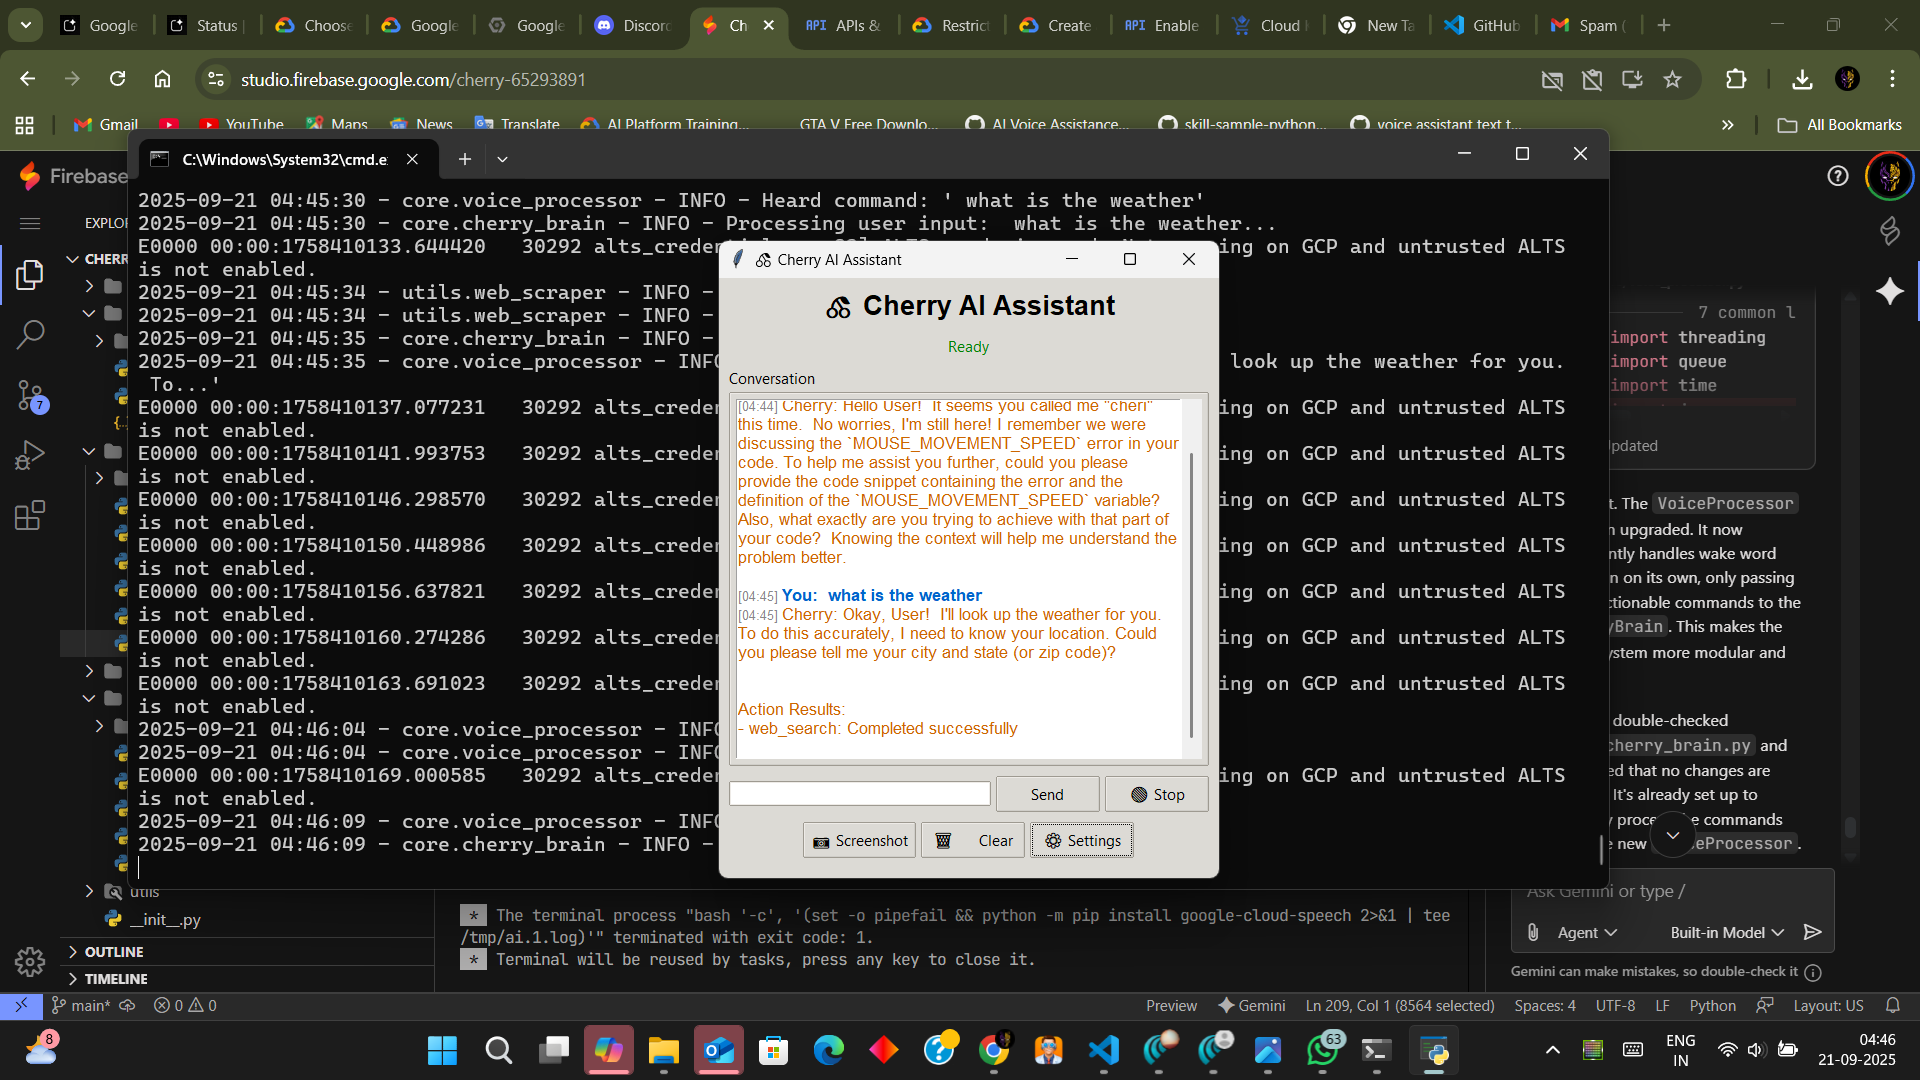 Google
Status
Choose
Google
Google
Discord
Ch
API APIs &
Restrict
Create
API Enable
Cloud
New Ta
GitHub
Spam (
studio.firebase.google.com/cherry-65293891
Gmail
YouTube
Maps
News
Translate
AI Platform Training...
GTA V Free Downlo...
AI Voice Assistance...
skill-sample-python...
voice assistant text t...
All Bookmarks
C:\Windows\System32\cmd.e
Firebase
EXPLOR
CHERR
7
2025-09-21 04:45:30 - core.voice_processor - INFO - Heard command: ' what is the weather'
2025-09-21 04:45:30 - core.cherry_brain - INFO - Processing user input:  what is the weather...
E0000 00:00:1758410133.644420   30292 alts_creden
ing on GCP and untrusted ALTS
is not enabled.
2025-09-21 04:45:34 - utils.web_scraper - INFO -
2025-09-21 04:45:34 - utils.web_scraper - INFO -
2025-09-21 04:45:35 - core.cherry_brain - INFO -
2025-09-21 04:45:35 - core.voice_processor - INFO
look up the weather for you.
To...'
E0000 00:00:1758410137.077231   30292 alts_creden
ing on GCP and untrusted ALTS
is not enabled.
E0000 00:00:1758410141.993753   30292 alts_creden
ing on GCP and untrusted ALTS
is not enabled.
E0000 00:00:1758410146.298570   30292 alts_creden
ing on GCP and untrusted ALTS
is not enabled.
E0000 00:00:1758410150.448986   30292 alts_creden
ing on GCP and untrusted ALTS
is not enabled.
E0000 00:00:1758410156.637821   30292 alts_creden
ing on GCP and untrusted ALTS
is not enabled.
E0000 00:00:1758410160.274286   30292 alts_creden
ing on GCP and untrusted ALTS
is not enabled.
E0000 00:00:1758410163.691023   30292 alts_creden
ing on GCP and untrusted ALTS
is not enabled.
2025-09-21 04:46:04 - core.voice_processor - INFO
2025-09-21 04:46:04 - core.voice_processor - INFO
E0000 00:00:1758410169.000585   30292 alts_creden
ing on GCP and untrusted ALTS
is not enabled.
2025-09-21 04:46:09 - core.voice_processor - INFO
2025-09-21 04:46:09 - core.cherry_brain - INFO -
Cherry AI Assistant
Cherry AI Assistant
Ready
Conversation
[04:44] Cherry: Hello User!  It seems you called me "cheri"
this time.  No worries, I'm still here! I remember we were
discussing the `MOUSE_MOVEMENT_SPEED` error in your
code. To help me assist you further, could you please
provide the code snippet containing the error and the
definition of the `MOUSE_MOVEMENT_SPEED` variable?
Also, what exactly are you trying to achieve with that part of
your code?  Knowing the context will help me understand the
problem better.
[04:45] You:  what is the weather
[04:45] Cherry: Okay, User!  I'll look up the weather for you.
To do this accurately, I need to know your location. Could
you please tell me your city and state (or zip code)?
Action Results:
- web_search: Completed successfully
Send
Stop
Screenshot
Clear
Settings
7 common l
import threading
import queue
import time
pdated
t. The VoiceProcessor
n upgraded. It now
ntly handles wake word
n on its own, only passing
ctionable commands to the
yBrain. This makes the
ystem more modular and
double-checked
cherry_brain.py and
ed that no changes are
It's already set up to
y proce e commands
e new eProcessor.
Ask Gemini or type /
Agent
Built-in Model
Gemini can make mistakes, so double-check it
utils
__init__.py
OUTLINE
TIMELINE
* The terminal process "bash '-c', '(set -o pipefail && python -m pip install google-cloud-speech 2>&1 | tee
/tmp/ai.1.log)'" terminated with exit code: 1.
* Terminal will be reused by tasks, press any key to close it.
main*
0
0
Preview
Gemini
Ln 209, Col 1 (8564 selected)
Spaces: 4
UTF-8
LF
Python
Layout: US
8
63
ENG
IN
04:46
21-09-2025